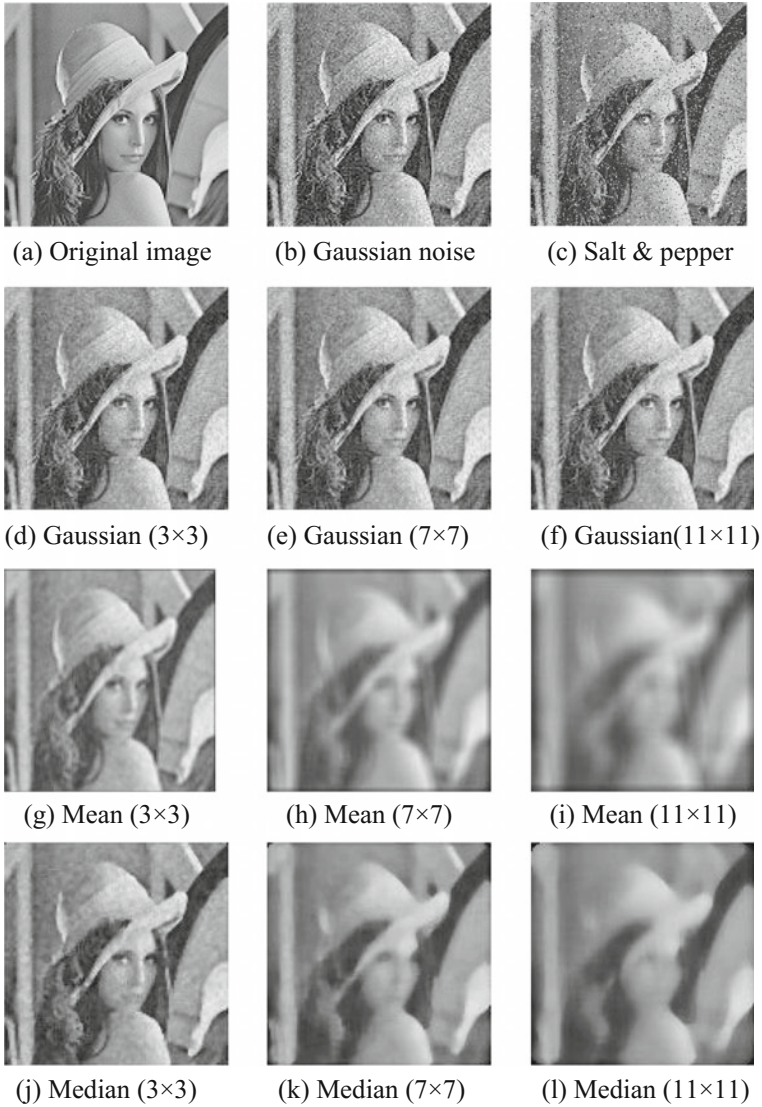 (a) Original image (b) Gaussian noise (c) Salt & pepper
(d) Gaussian (3×3) (e) Gaussian (7×7) (f) Gaussian(11×11)
(g) Mean (3×3) (h) Mean (7×7) (i) Mean (11×11)
(j) Median (3×3) (k) Median (7×7) (l) Median (11×11)